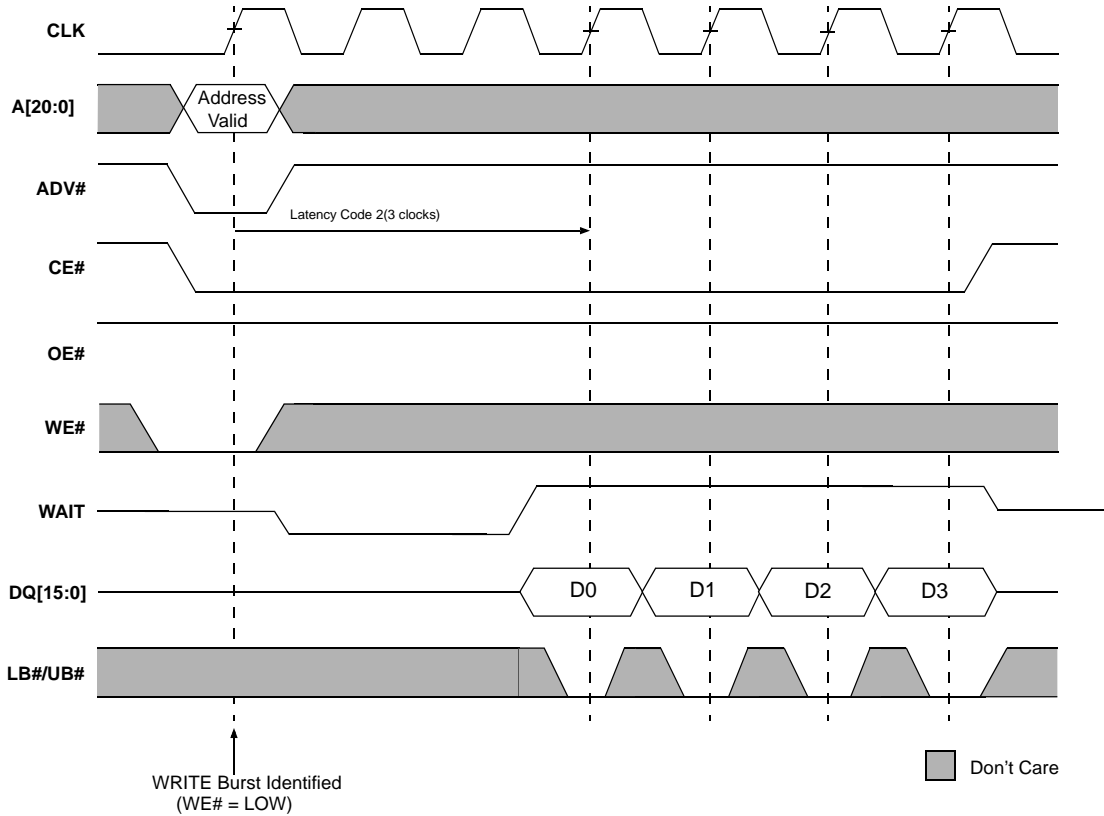 CLK
A[20:0]
Address
Valid
ADV#
Latency Code 2(3 clocks)
CE#
OE#
WE#
WAIT
DQ[15:0]
D0
D1
D2
D3
LB#/UB#
WRITE Burst Identified
(WE# = LOW)
Don't Care